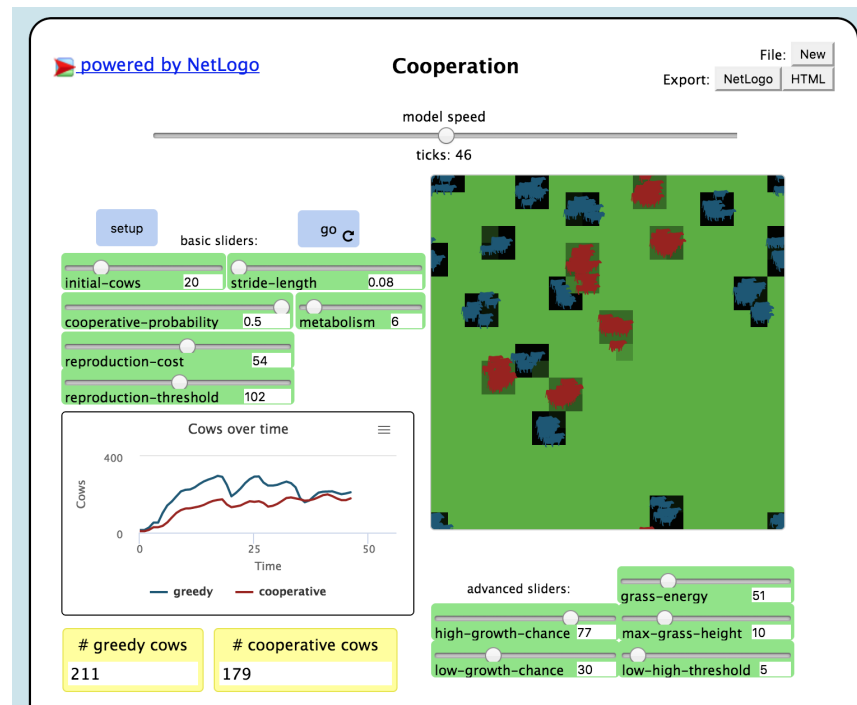 powered by NetLogo
Cooperation
File: New
Export: NetLogo HTML
model speed
ticks: 46
setup
basic sliders:
go
initial-cows 20
stride-length 0.08
cooperative-probability 0.5
metabolism 6
reproduction-cost 54
reproduction-threshold 102
Cows over time
400
Cows
0
0 25 50
Time
greedy cooperative
# greedy cows
211
# cooperative cows
179
advanced sliders:
grass-energy 51
high-growth-chance 77
max-grass-height 10
low-growth-chance 30
low-high-threshold 5